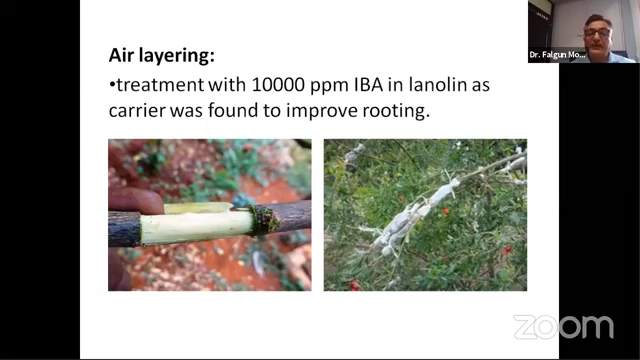 Air layering:
•treatment with 10000 ppm IBA in lanolin as
carrier was found to improve rooting.
Dr. Falgun Mo...
zoom